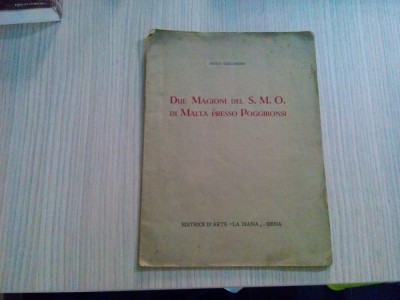 DUE MAGIONI DEL S. M. O.
DI MALTA PRESSO POGGIBONSI
EDITRICE D'ARTE "LA DIANA" - SIENA